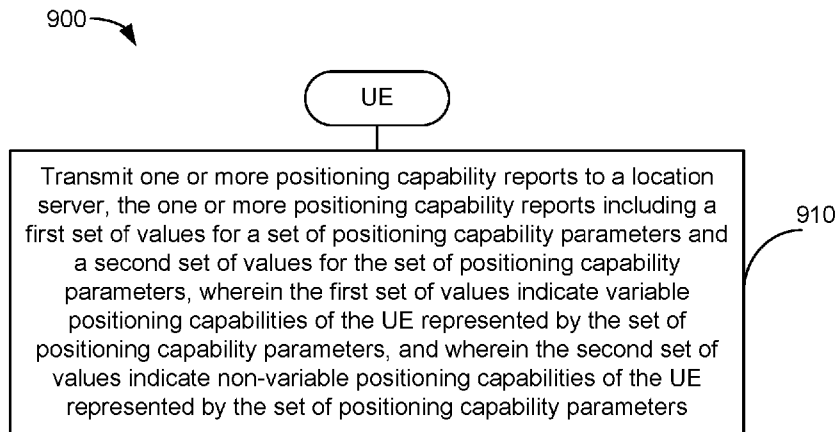 900
UE
Transmit one or more positioning capability reports to a location
server, the one or more positioning capability reports including a
first set of values for a set of positioning capability parameters and
a second set of values for the set of positioning capability
parameters, wherein the first set of values indicate variable
positioning capabilities of the UE represented by the set of
positioning capability parameters, and wherein the second set of
values indicate non-variable positioning capabilities of the UE
represented by the set of positioning capability parameters
910